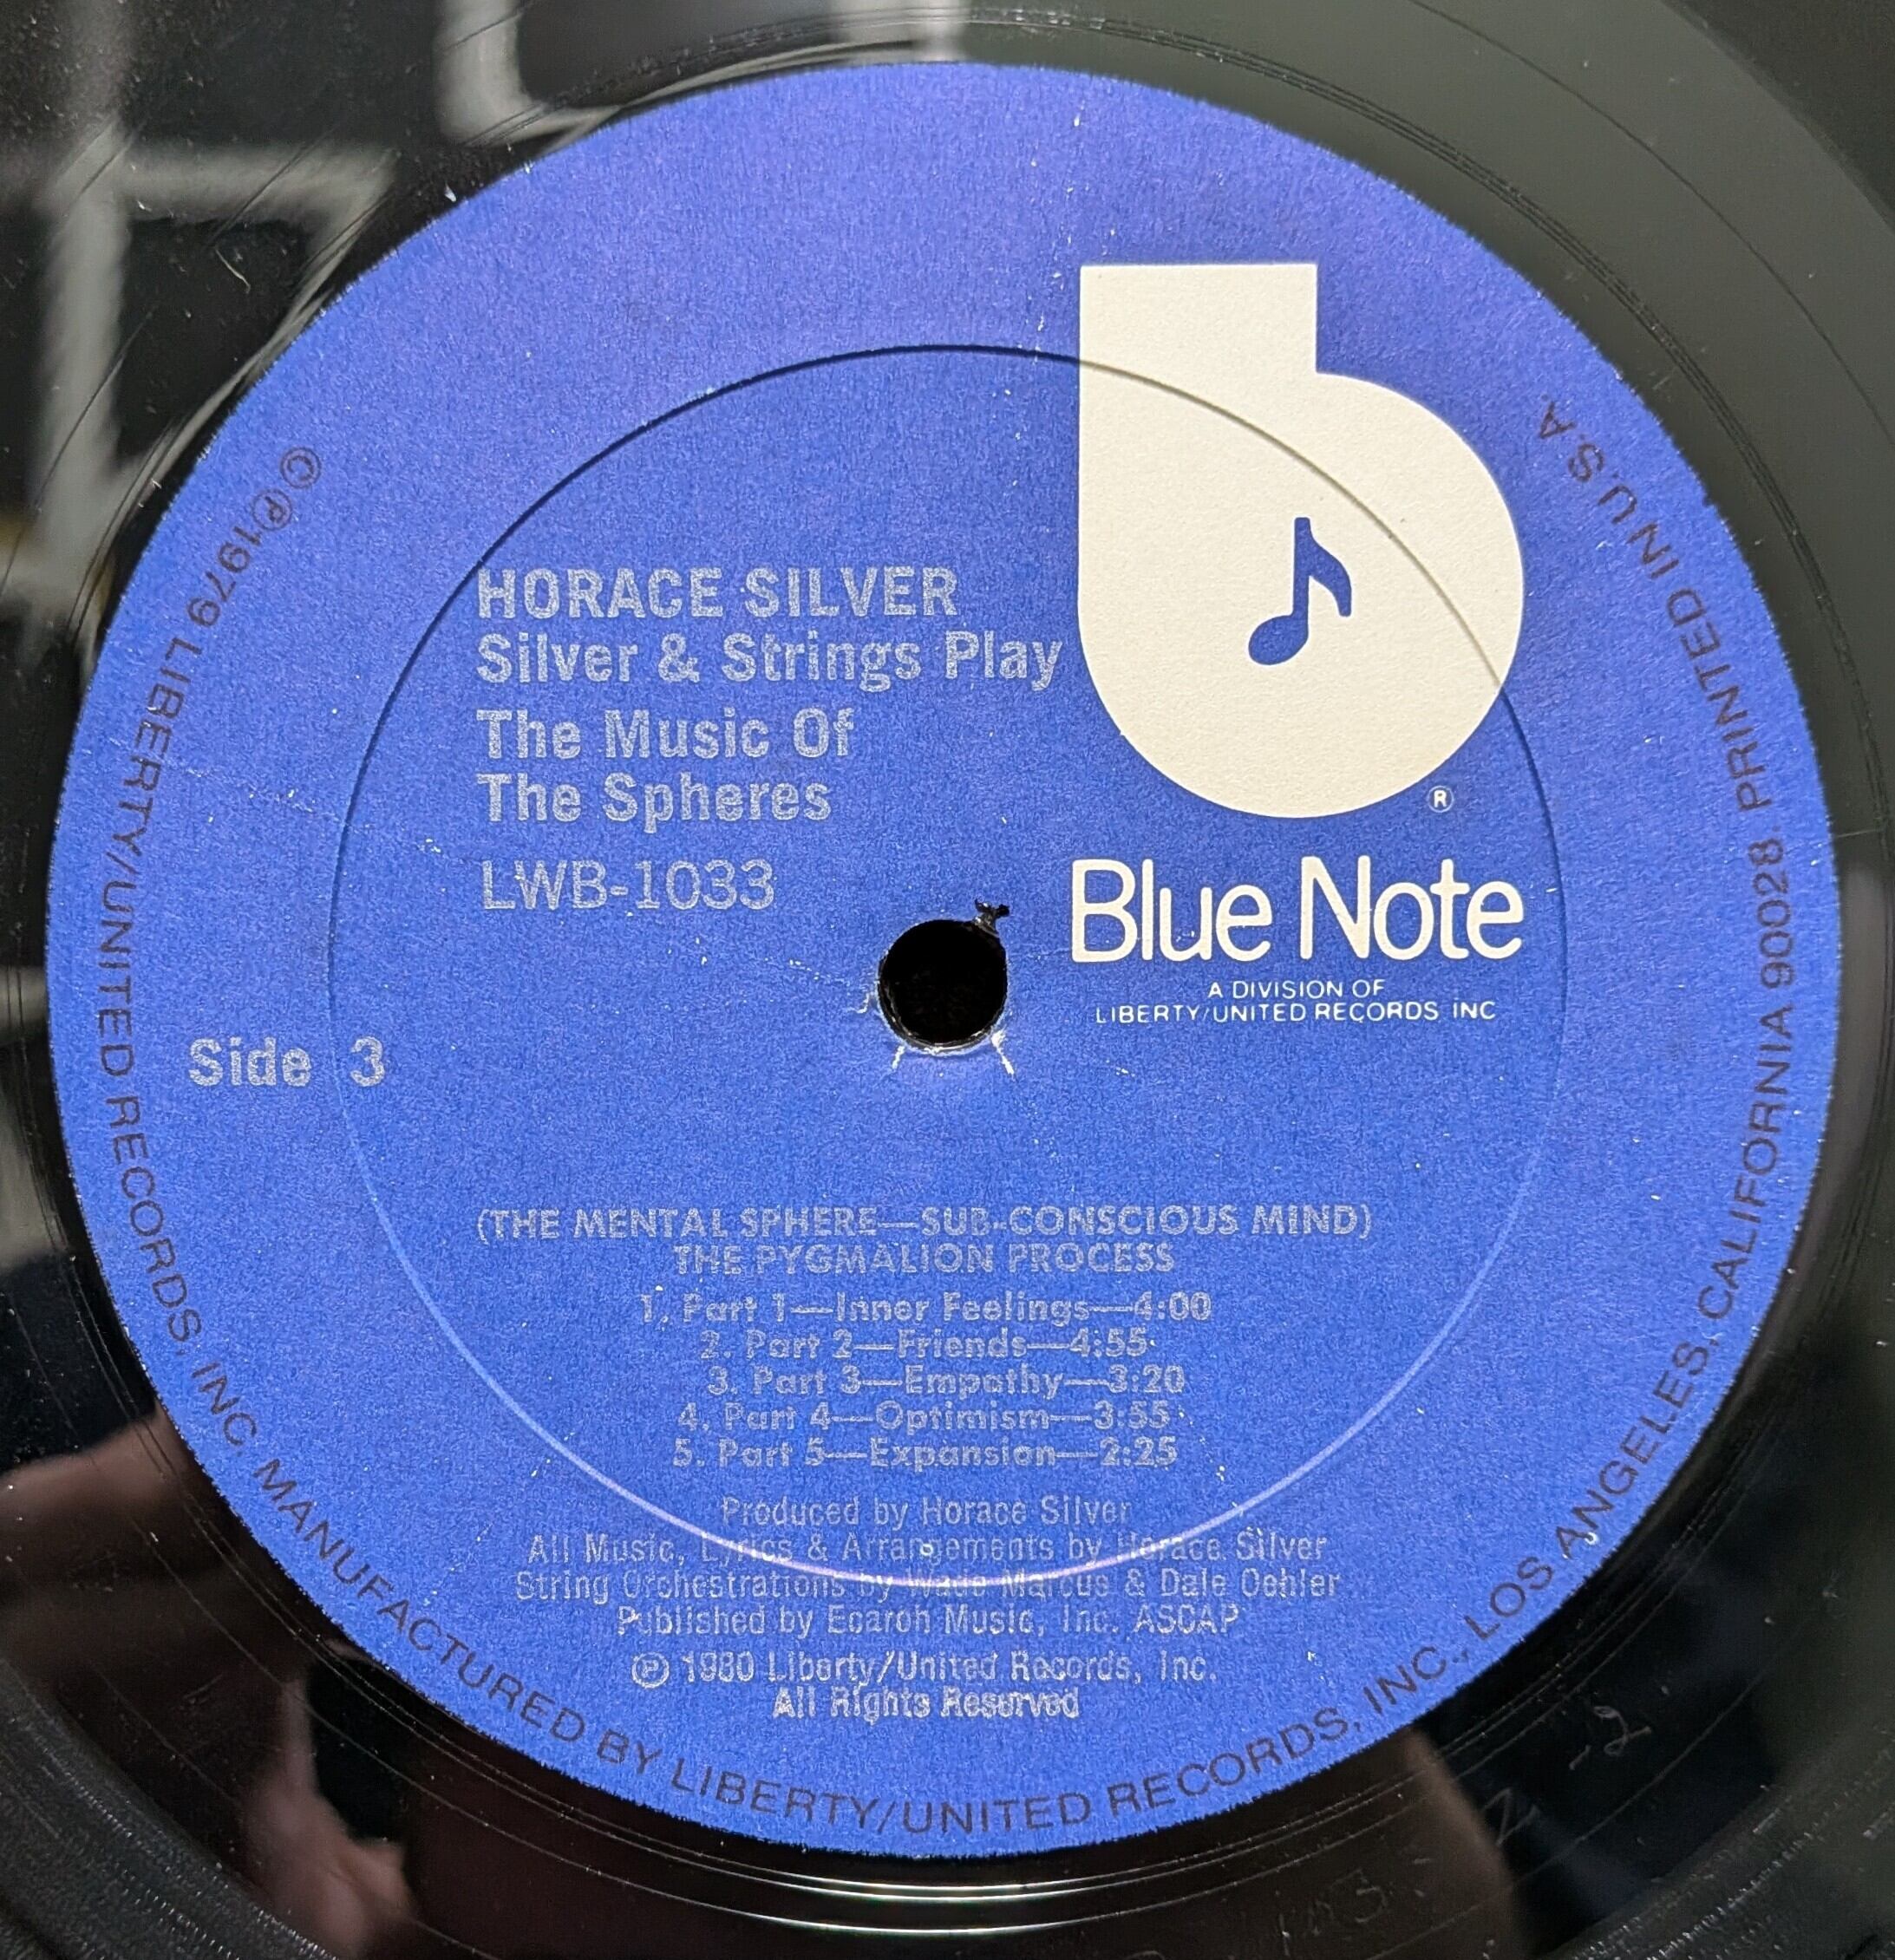 HORACE SILVER
Silver & Strings Play
The Music Of
The Spheres
LWB-1033
®
Blue Note
A DIVISION OF
LIBERTY/UNITED RECORDS INC
Side 3
(THE MENTAL SPHERE—SUB-CONSCIOUS MIND)
THE PYGMALION PROCESS
1. Part 1—Inner Feelings—4:00
2. Part 2—Friends—4:55
3. Part 3—Empathy—3:20
4. Part 4—Optimism—3:55
5. Part 5—Expansion—2:25
Produced by Horace Silver
All Music, Lyrics & Arrangements by Horace Silver
String Orchestrations by Wade Marcus & Dale Oehler
Published by Ecaroh Music, Inc. ASCAP
℗ 1980 Liberty/United Records, Inc.
All Rights Reserved
©℗1979 LIBERTY/UNITED RECORDS, INC MANUFACTURED BY LIBERTY/UNITED RECORDS, INC., LOS ANGELES, CALIFORNIA 90028 PRINTED IN U.S.A